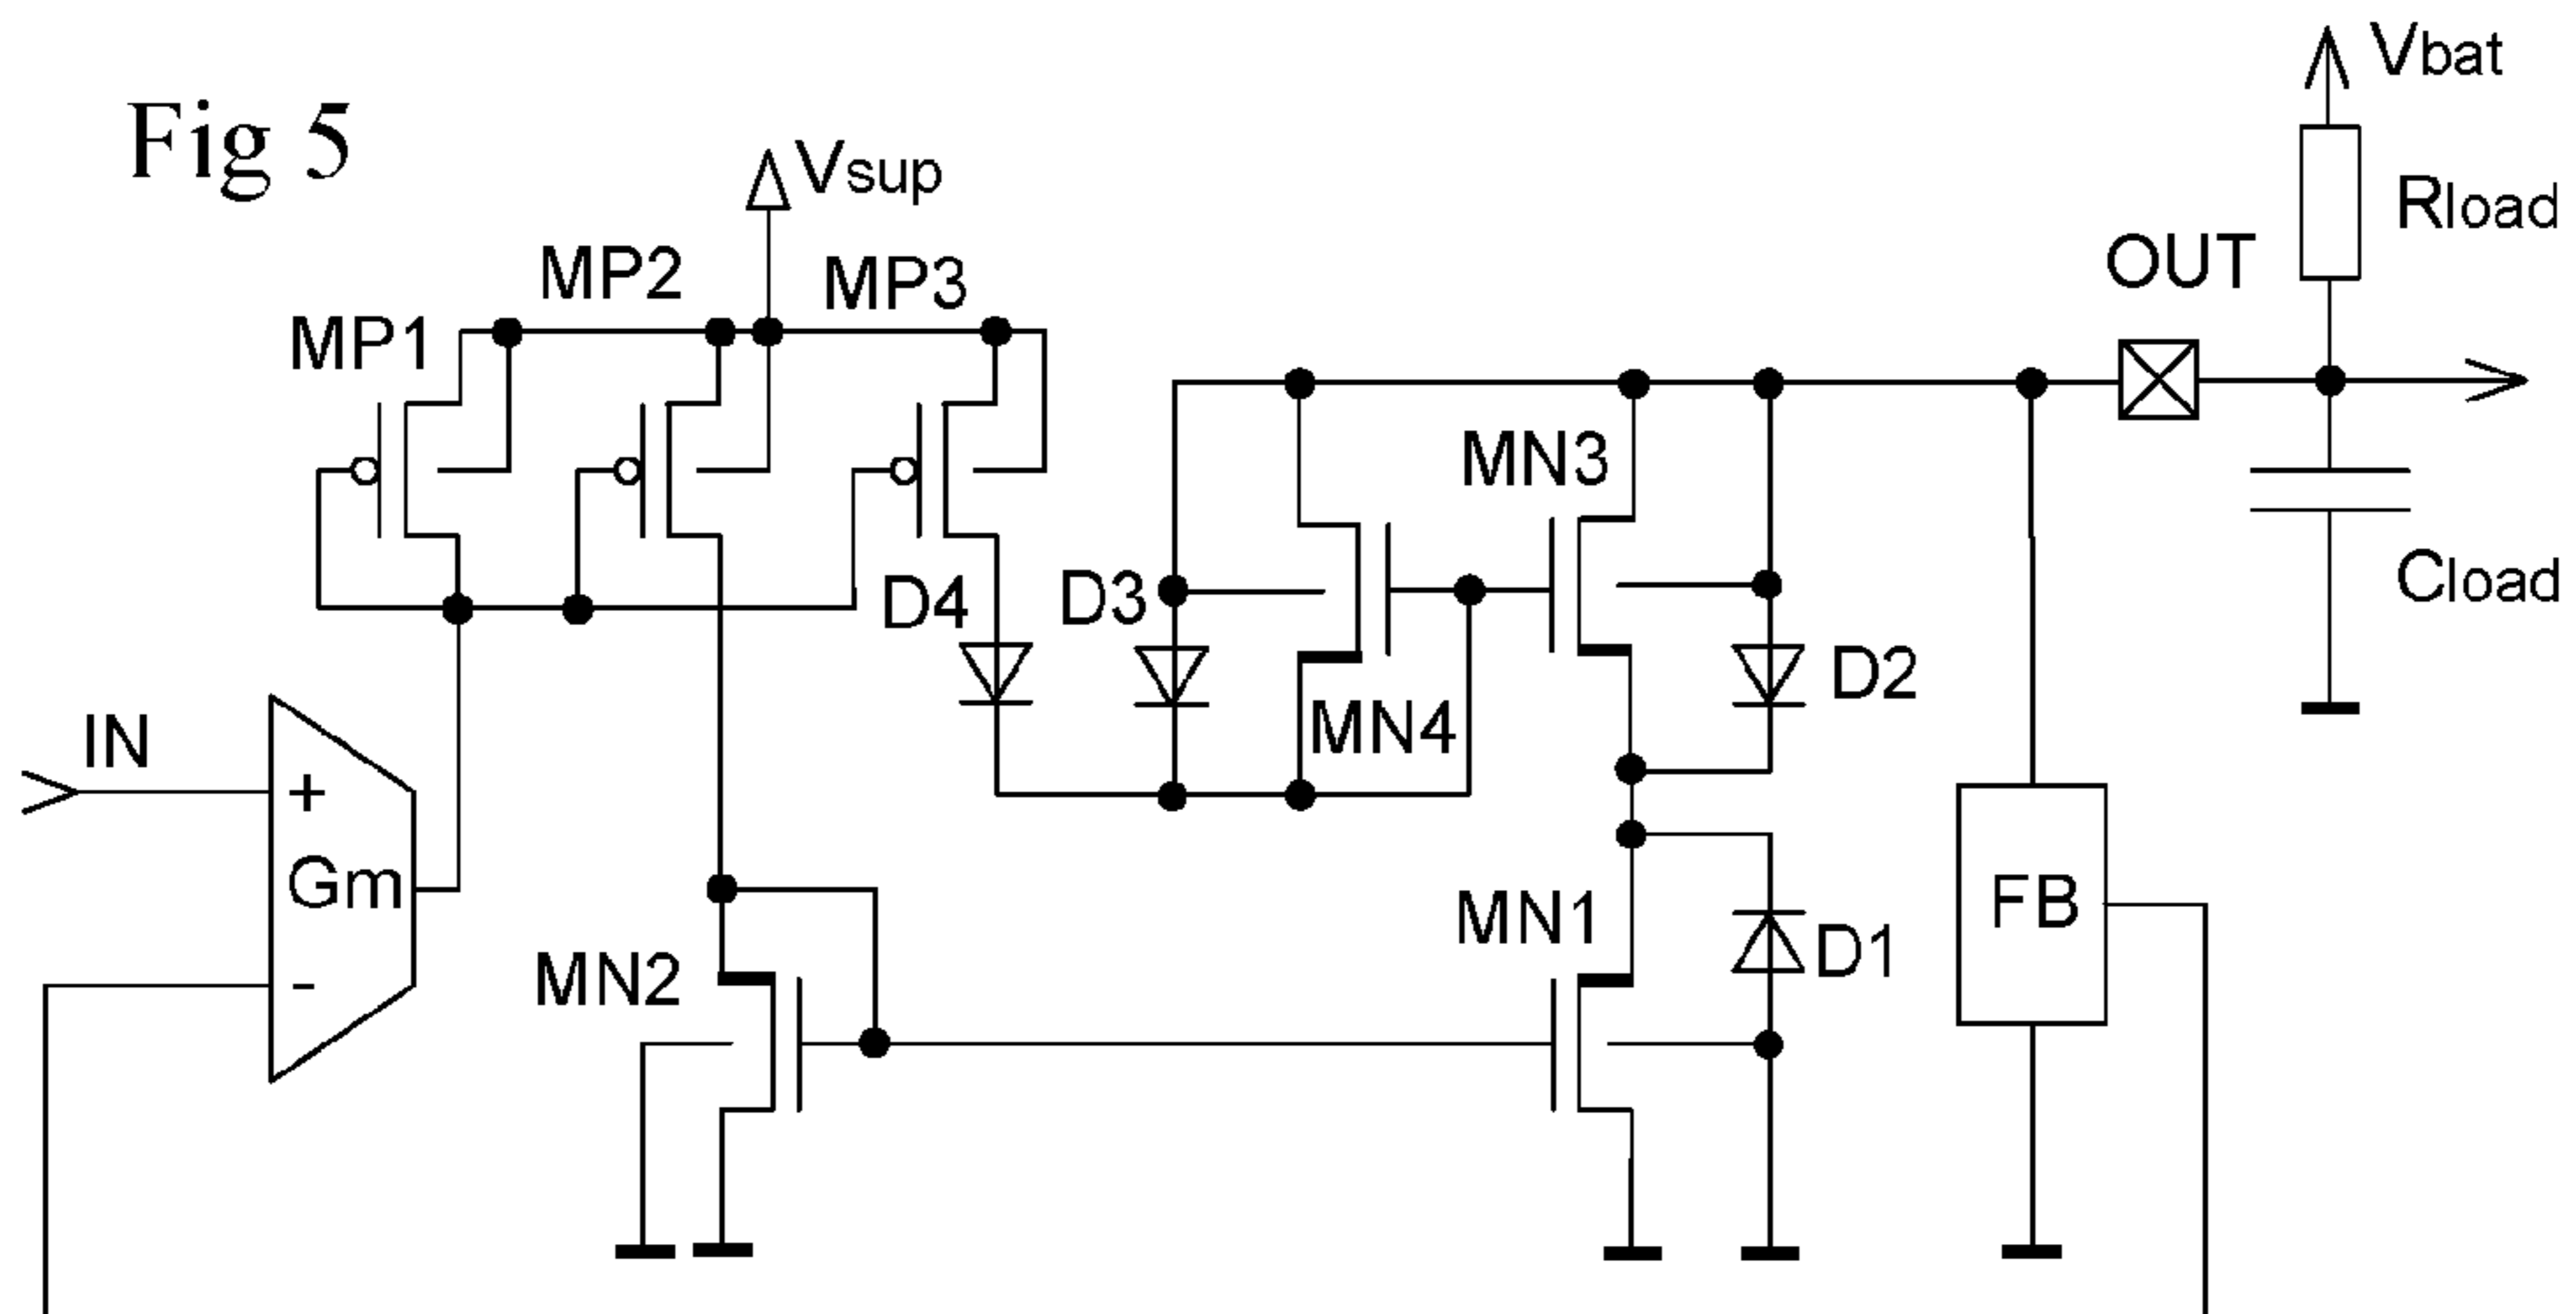 Fig 5
Vbat
Vsup
Rload
OUT
MP2
MP3
MP1
MN3
Cload
D4
D3
D2
MN4
IN
+
Gm
-
FB
MN1
D1
MN2